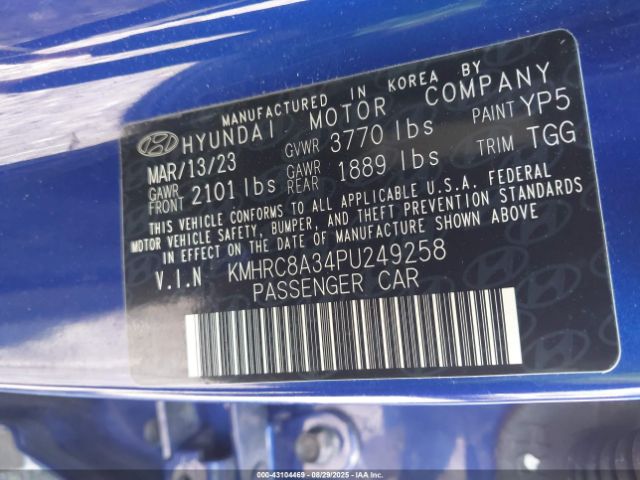 MANUFACTURED IN KOREA BY
HYUNDAI MOTOR COMPANY
MAR/13/23 GVWR 3770 lbs PAINT YP5
GAWR FRONT 2101 lbs GAWR REAR 1889 lbs TRIM TGG
THIS VEHICLE CONFORMS TO ALL APPLICABLE U.S.A. FEDERAL
MOTOR VEHICLE SAFETY, BUMPER, AND THEFT PREVENTION STANDARDS
IN EFFECT ON THE DATE OF MANUFACTURE SHOWN ABOVE
V.I.N KMHRC8A34PU249258
PASSENGER CAR
000-43104469 - 08/29/2025 - IAAI.COM